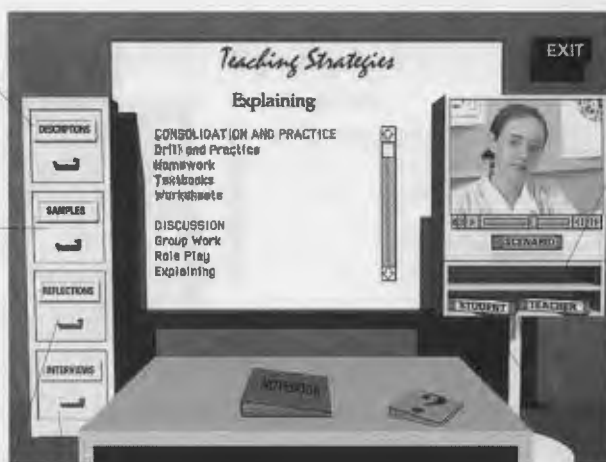 Teaching Strategies
EXIT
Explaining
CONSOLIDATION AND PRACTICE
Drill and Practice
Homework
Textbooks
Worksheets
DISCUSSION
Group Work
Role Play
Explaining
DESCRIPTIONS
SAMPLES
REFLECTIONS
INTERVIEWS
SCENARIO
STUDENT
TEACHER
NOTEBOOK
?